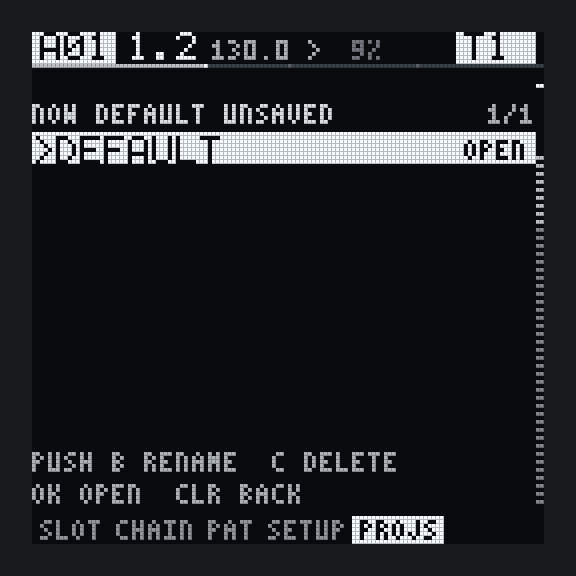 A01 1.2 130.0 > 9% T1
NOW DEFAULT UNSAVED 1/1
>DEFAULT OPEN
PUSH B RENAME C DELETE
OK OPEN CLR BACK
SLOT CHAIN PAT SETUP PROJS